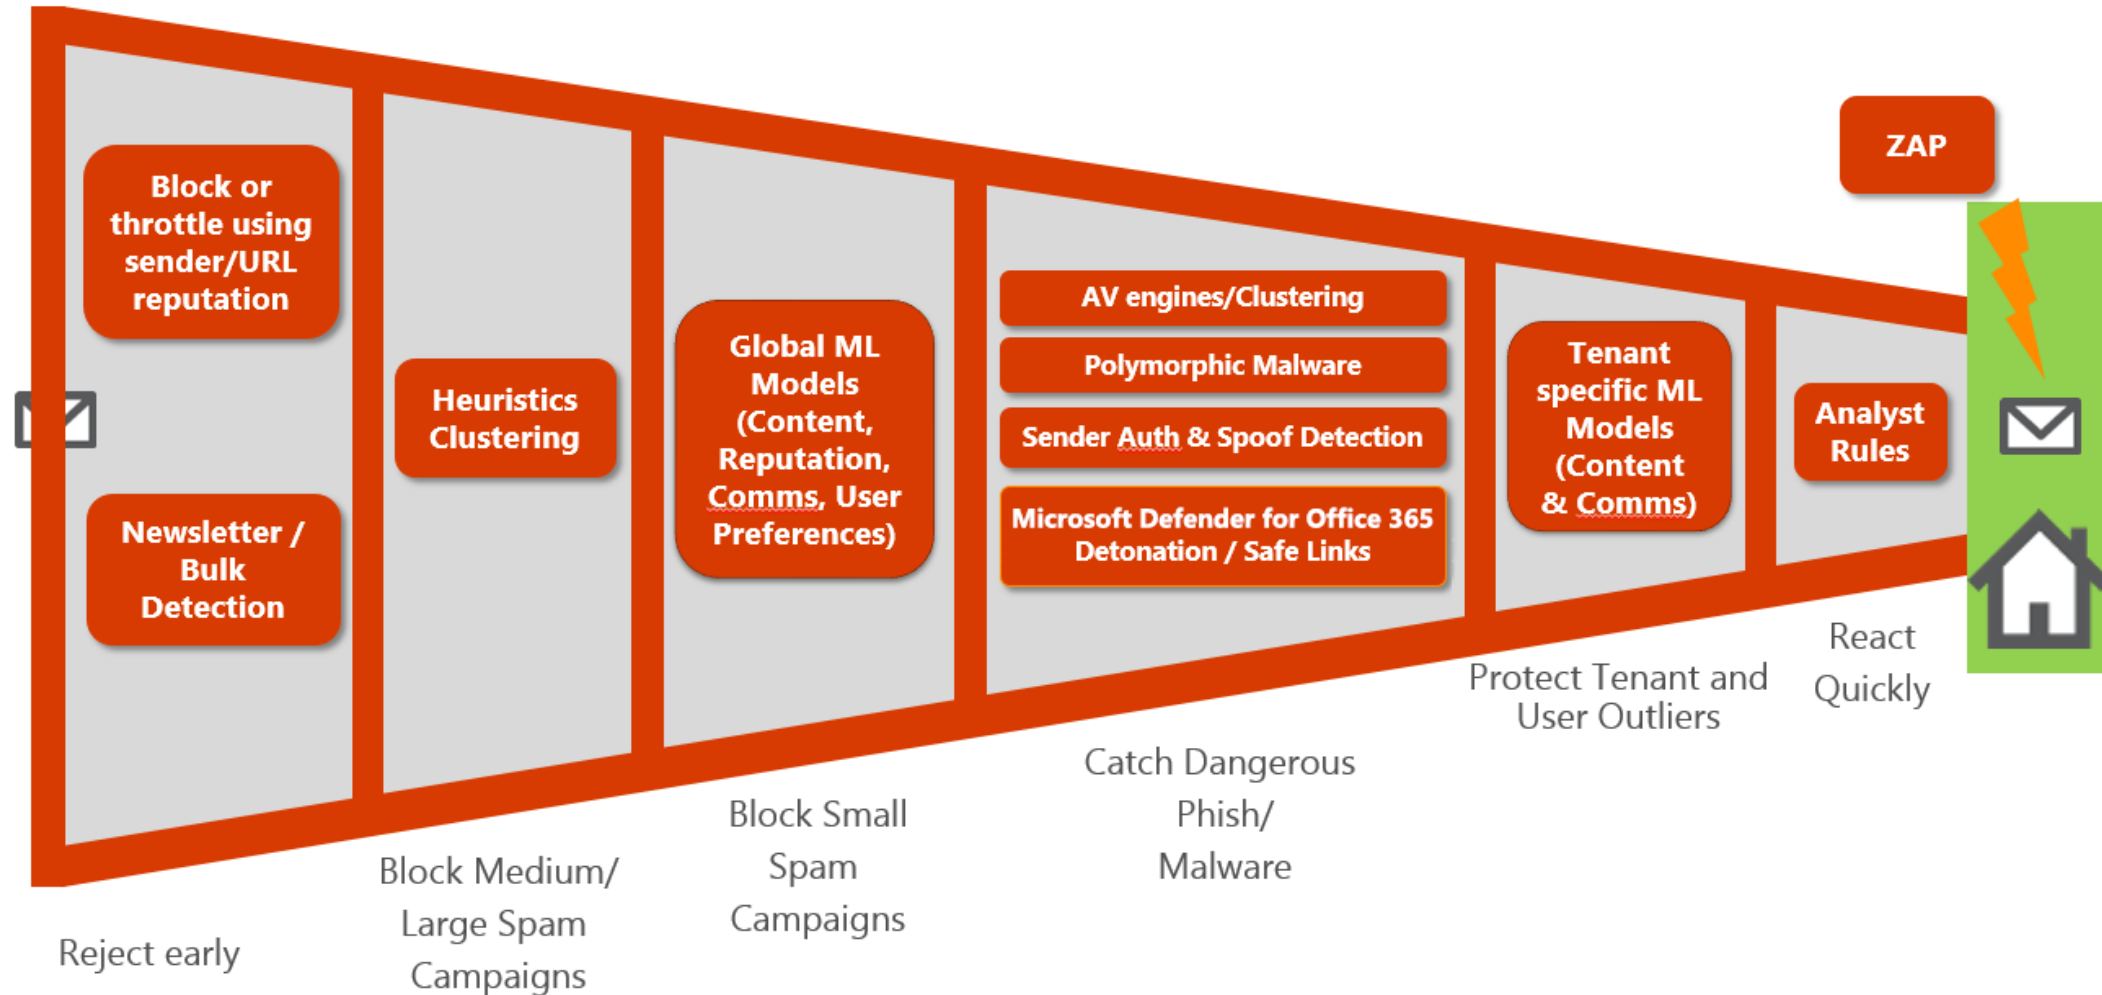 Block or
throttle using
sender/URL
reputation
Newsletter /
Bulk
Detection
Reject early
Heuristics
Clustering
Block Medium/
Large Spam
Campaigns
Global ML
Models
(Content,
Reputation,
Comms, User
Preferences)
Block Small
Spam
Campaigns
AV engines/Clustering
Polymorphic Malware
Sender Auth & Spoof Detection
Microsoft Defender for Office 365
Detonation / Safe Links
Catch Dangerous
Phish/
Malware
Tenant
specific ML
Models
(Content
& Comms)
Protect Tenant and
User Outliers
Analyst
Rules
React
Quickly
ZAP